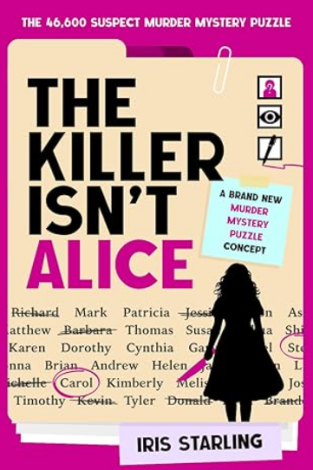 THE 46,600 SUSPECT MURDER MYSTERY PUZZLE
THE
KILLER
ISN'T
ALICE
A BRAND NEW
MURDER
MYSTERY
PUZZLE
CONCEPT
Richard Mark Patricia
Barbara Thomas
Karen Dorothy Cynthia
Brian Andrew Helen
Carol Kimberly
Timothy Kevin Tyler Donald
IRIS STARLING